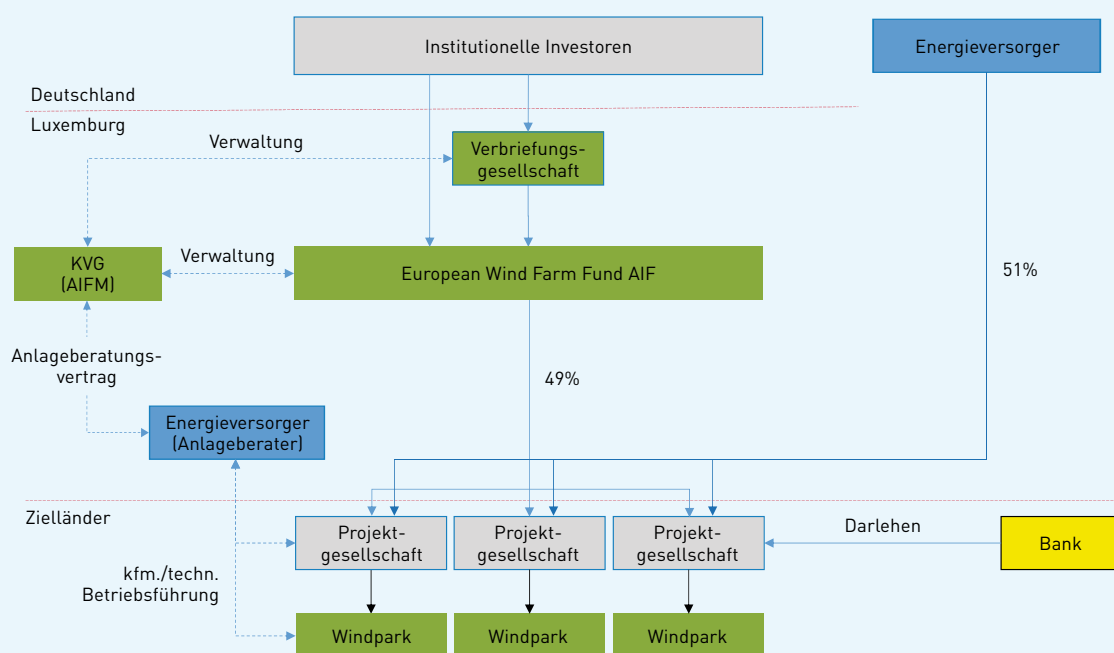 Institutionelle Investoren
Energieversorger
Deutschland
Luxemburg
Verwaltung
Verbriefungs-
gesellschaft
KVG
(AIFM)
Verwaltung
European Wind Farm Fund AIF
51%
Anlageberatungs-
vertrag
49%
Energieversorger
(Anlageberater)
Zielländer
Projekt-
gesellschaft
Projekt-
gesellschaft
Projekt-
gesellschaft
Darlehen
Bank
kfm./techn.
Betriebsführung
Windpark
Windpark
Windpark